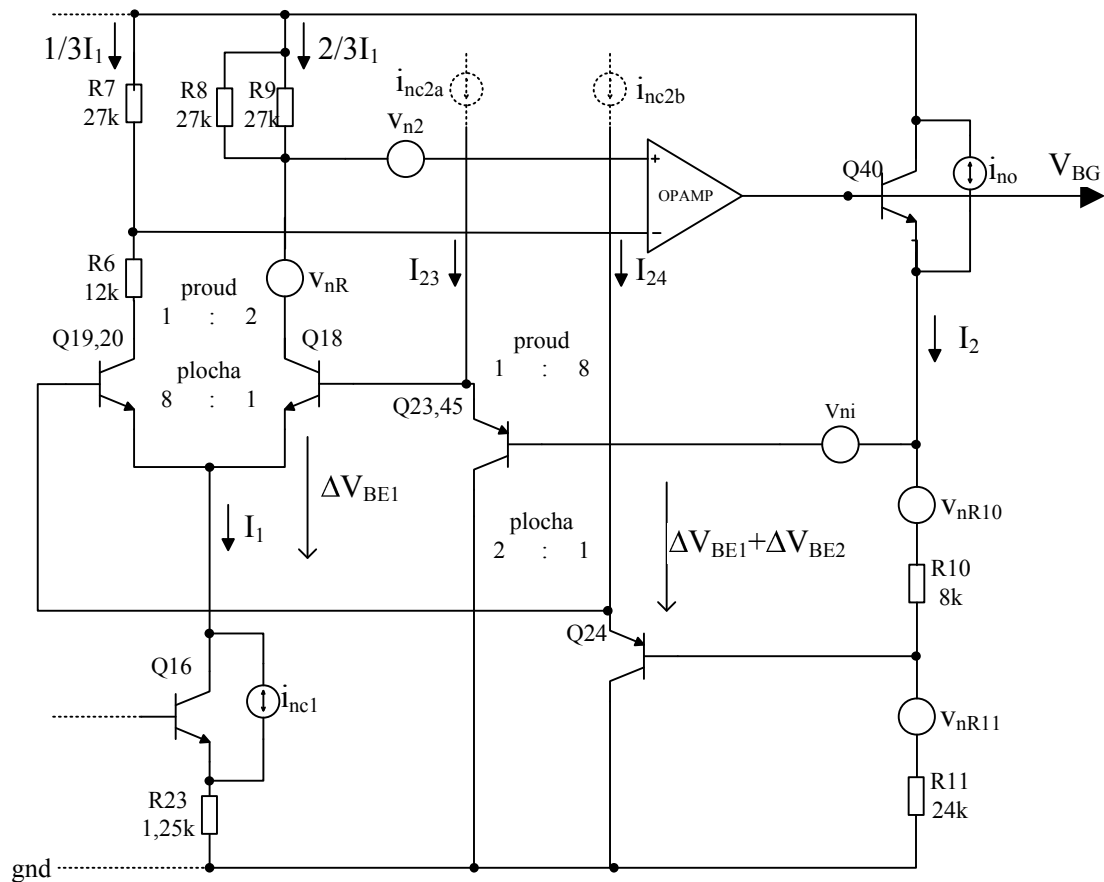 1/3I1
2/3I1
R7
27k
R8
27k
R9
27k
vn2
inc2a
inc2b
+
OPAMP
−
Q40
ino
VBG
R6
12k
vnR
I23
I24
proud
1 : 2
Q19,20
Q18
plocha
8 : 1
proud
1 : 8
Q23,45
I2
vni
ΔVBE1
I1
plocha
2 : 1
ΔVBE1+ΔVBE2
vnR10
R10
8k
Q24
Q16
inc1
vnR11
R23
1,25k
R11
24k
gnd